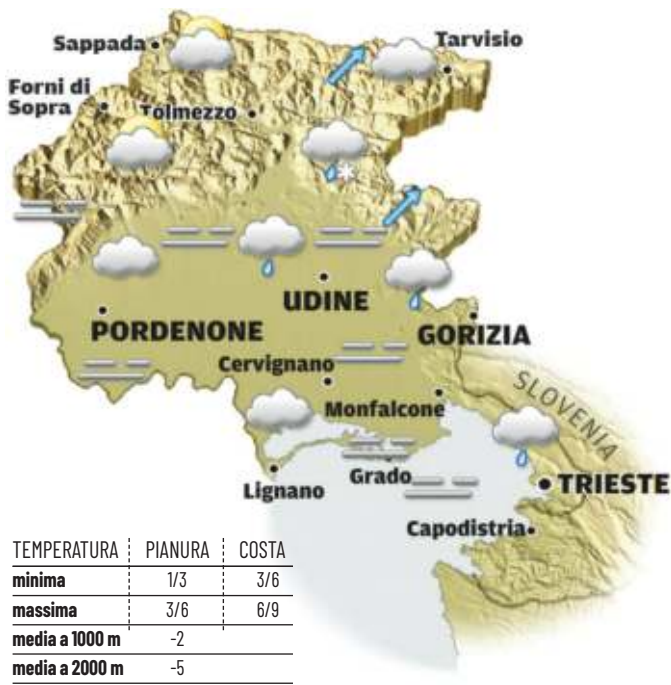 Sappada
Tarvisio
Forni di
Sopra
Tolmezzo
UDINE
PORDENONE
GORIZIA
Cervignano
SLOVENIA
Monfalcone
Grado
Lignano
TRIESTE
Capodistria
TEMPERATURA PIANURA COSTA
minima 1/3 3/6
massima 3/6 6/9
media a 1000 m -2
media a 2000 m -5